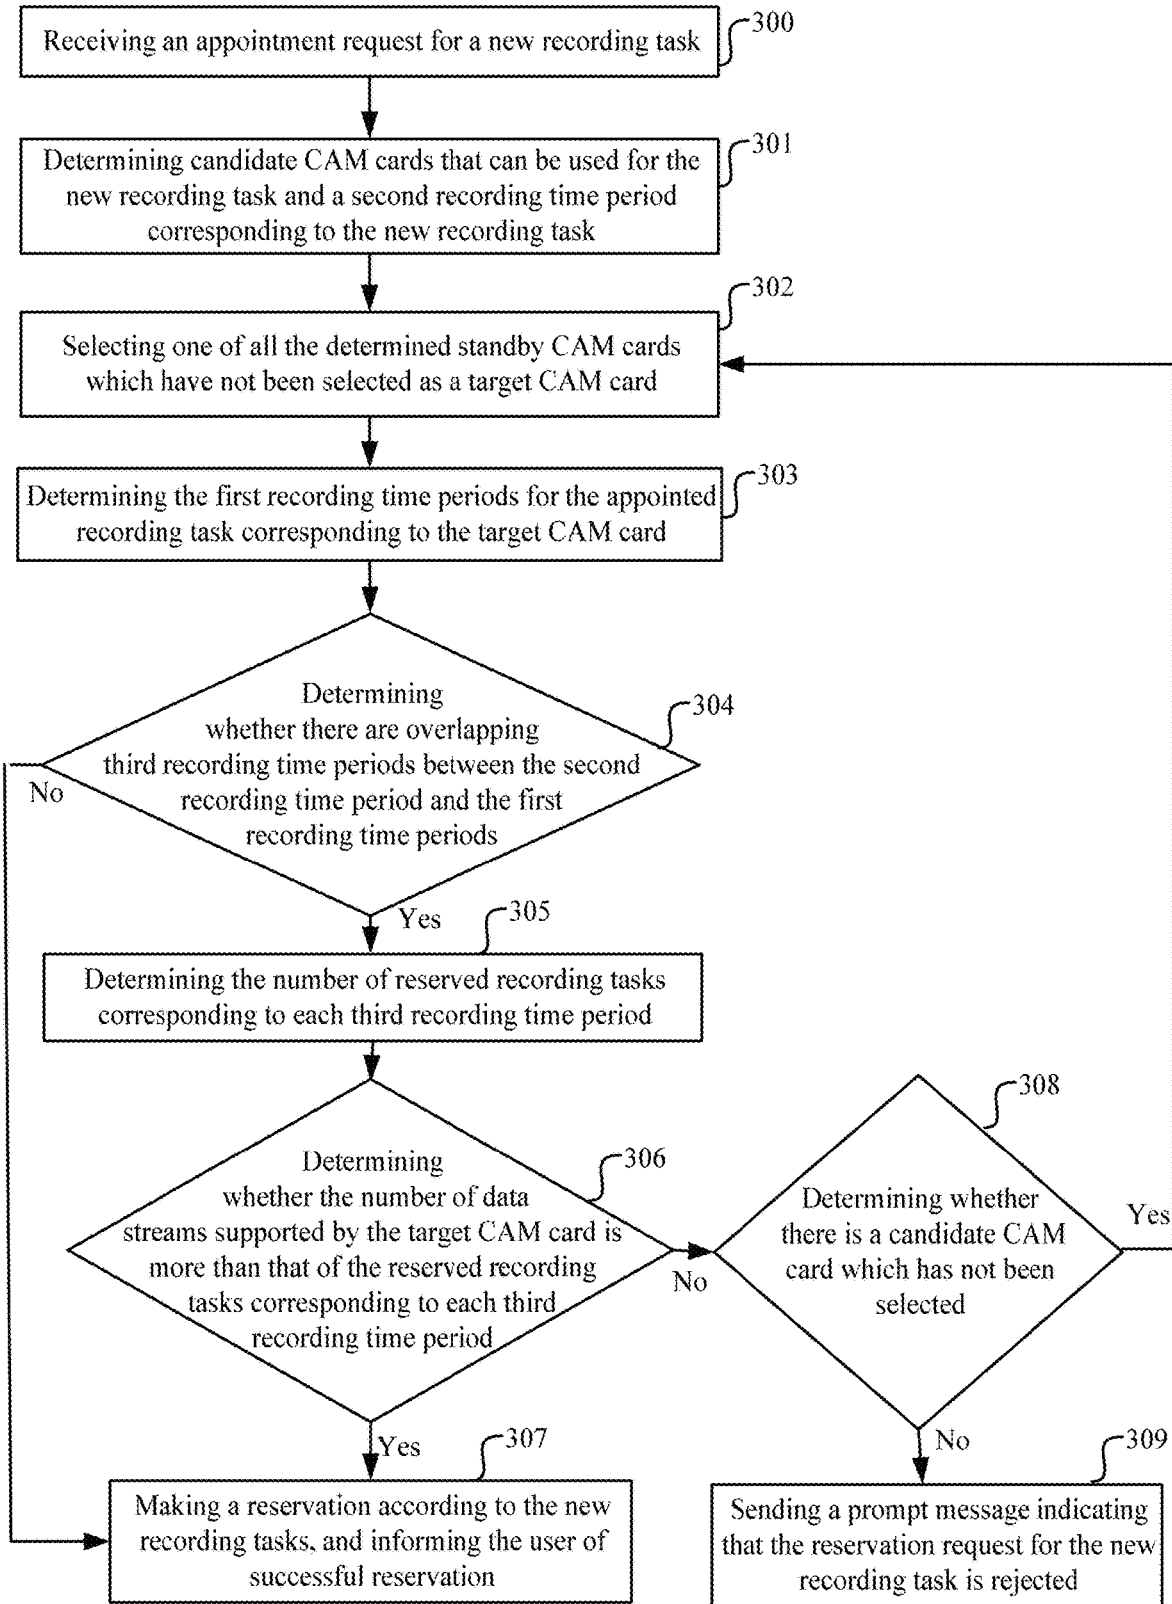 Receiving an appointment request for a new recording task
300
Determining candidate CAM cards that can be used for the
new recording task and a second recording time period
corresponding to the new recording task
301
Selecting one of all the determined standby CAM cards
which have not been selected as a target CAM card
302
Determining the first recording time periods for the appointed
recording task corresponding to the target CAM card
303
Determining
whether there are overlapping
third recording time periods between the second
recording time period and the first
recording time periods
304
No
Yes
305
Determining the number of reserved recording tasks
corresponding to each third recording time period
Determining
whether the number of data
streams supported by the target CAM card is
more than that of the reserved recording
tasks corresponding to each third
recording time period
306
No
308
Determining whether
there is a candidate CAM
card which has not been
selected
Yes
Yes
307
Making a reservation according to the new
recording tasks, and informing the user of
successful reservation
No
309
Sending a prompt message indicating
that the reservation request for the new
recording task is rejected